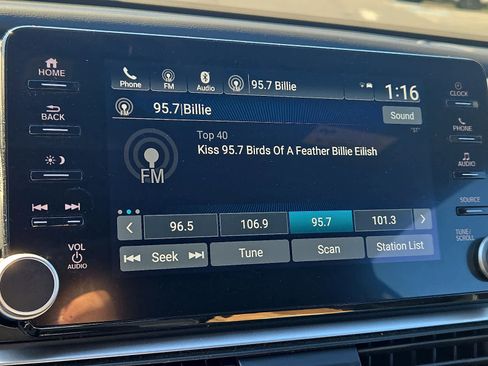 HOME
BACK
VOL
AUDIO
Phone
FM
Audio
95.7 Billie
1:16
95.7|Billie
Sound
Top 40
Kiss 95.7 Birds Of A Feather Billie Eilish
FM
96.5
106.9
95.7
101.3
Seek
Tune
Scan
Station List
CLOCK
PHONE
AUDIO
SOURCE
TUNE/
SCROLL